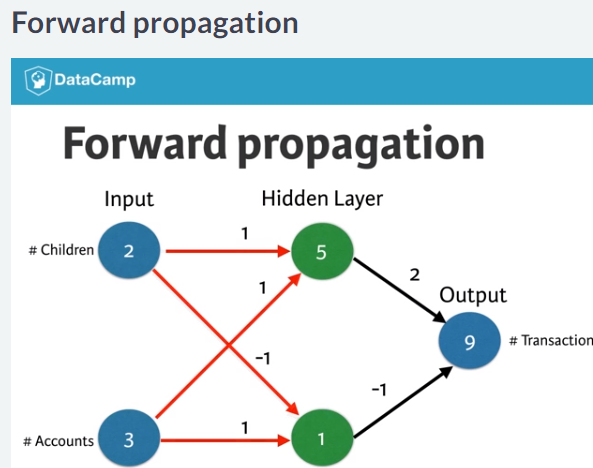 Forward propagation
DataCamp
Forward propagation
Input
Hidden Layer
1
# Children
2
5
2
1
Output
9
# Transaction
-1
-1
1
# Accounts
3
1